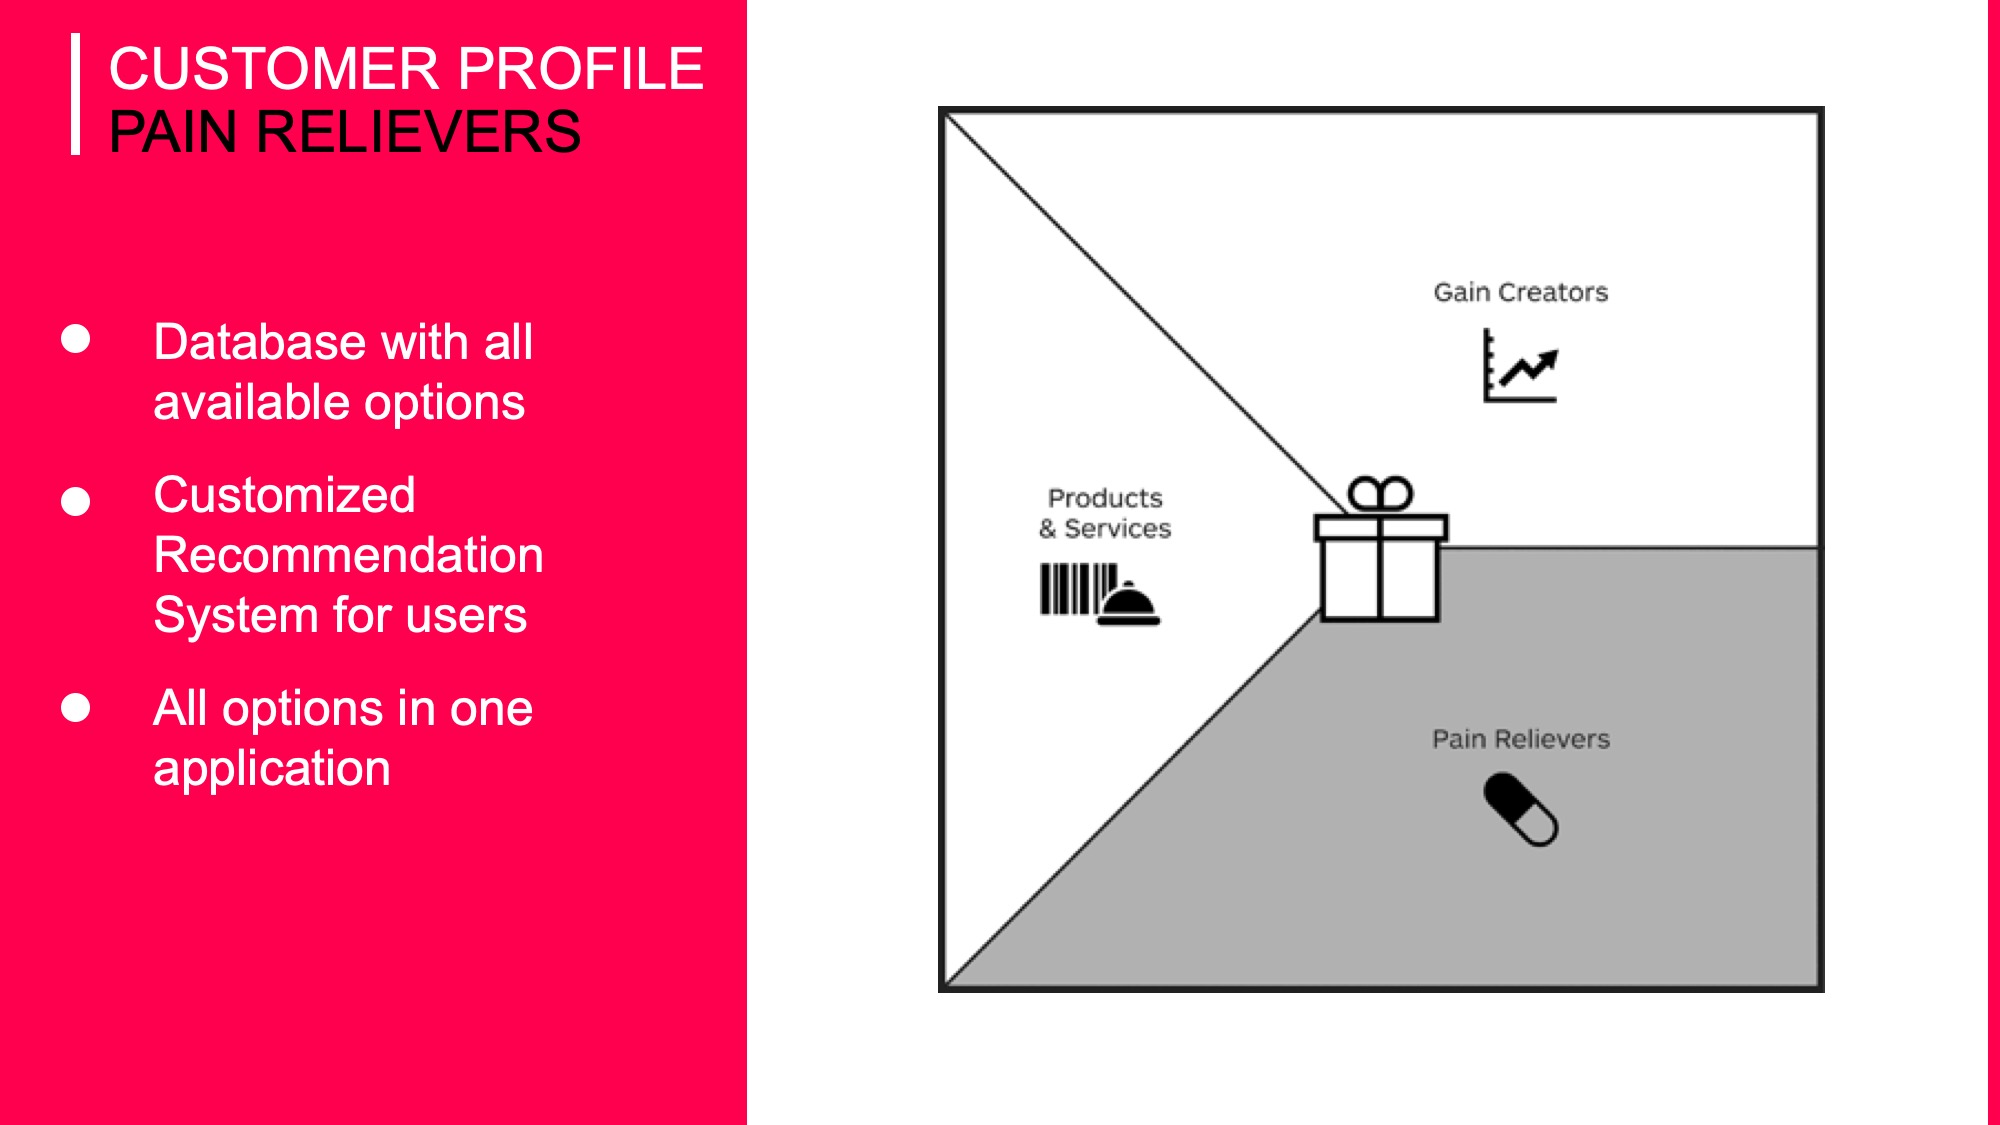 CUSTOMER PROFILE
PAIN RELIEVERS
Database with all
available options
Customized
Recommendation
System for users
All options in one
application
Gain Creators
Products
& Services
Pain Relievers